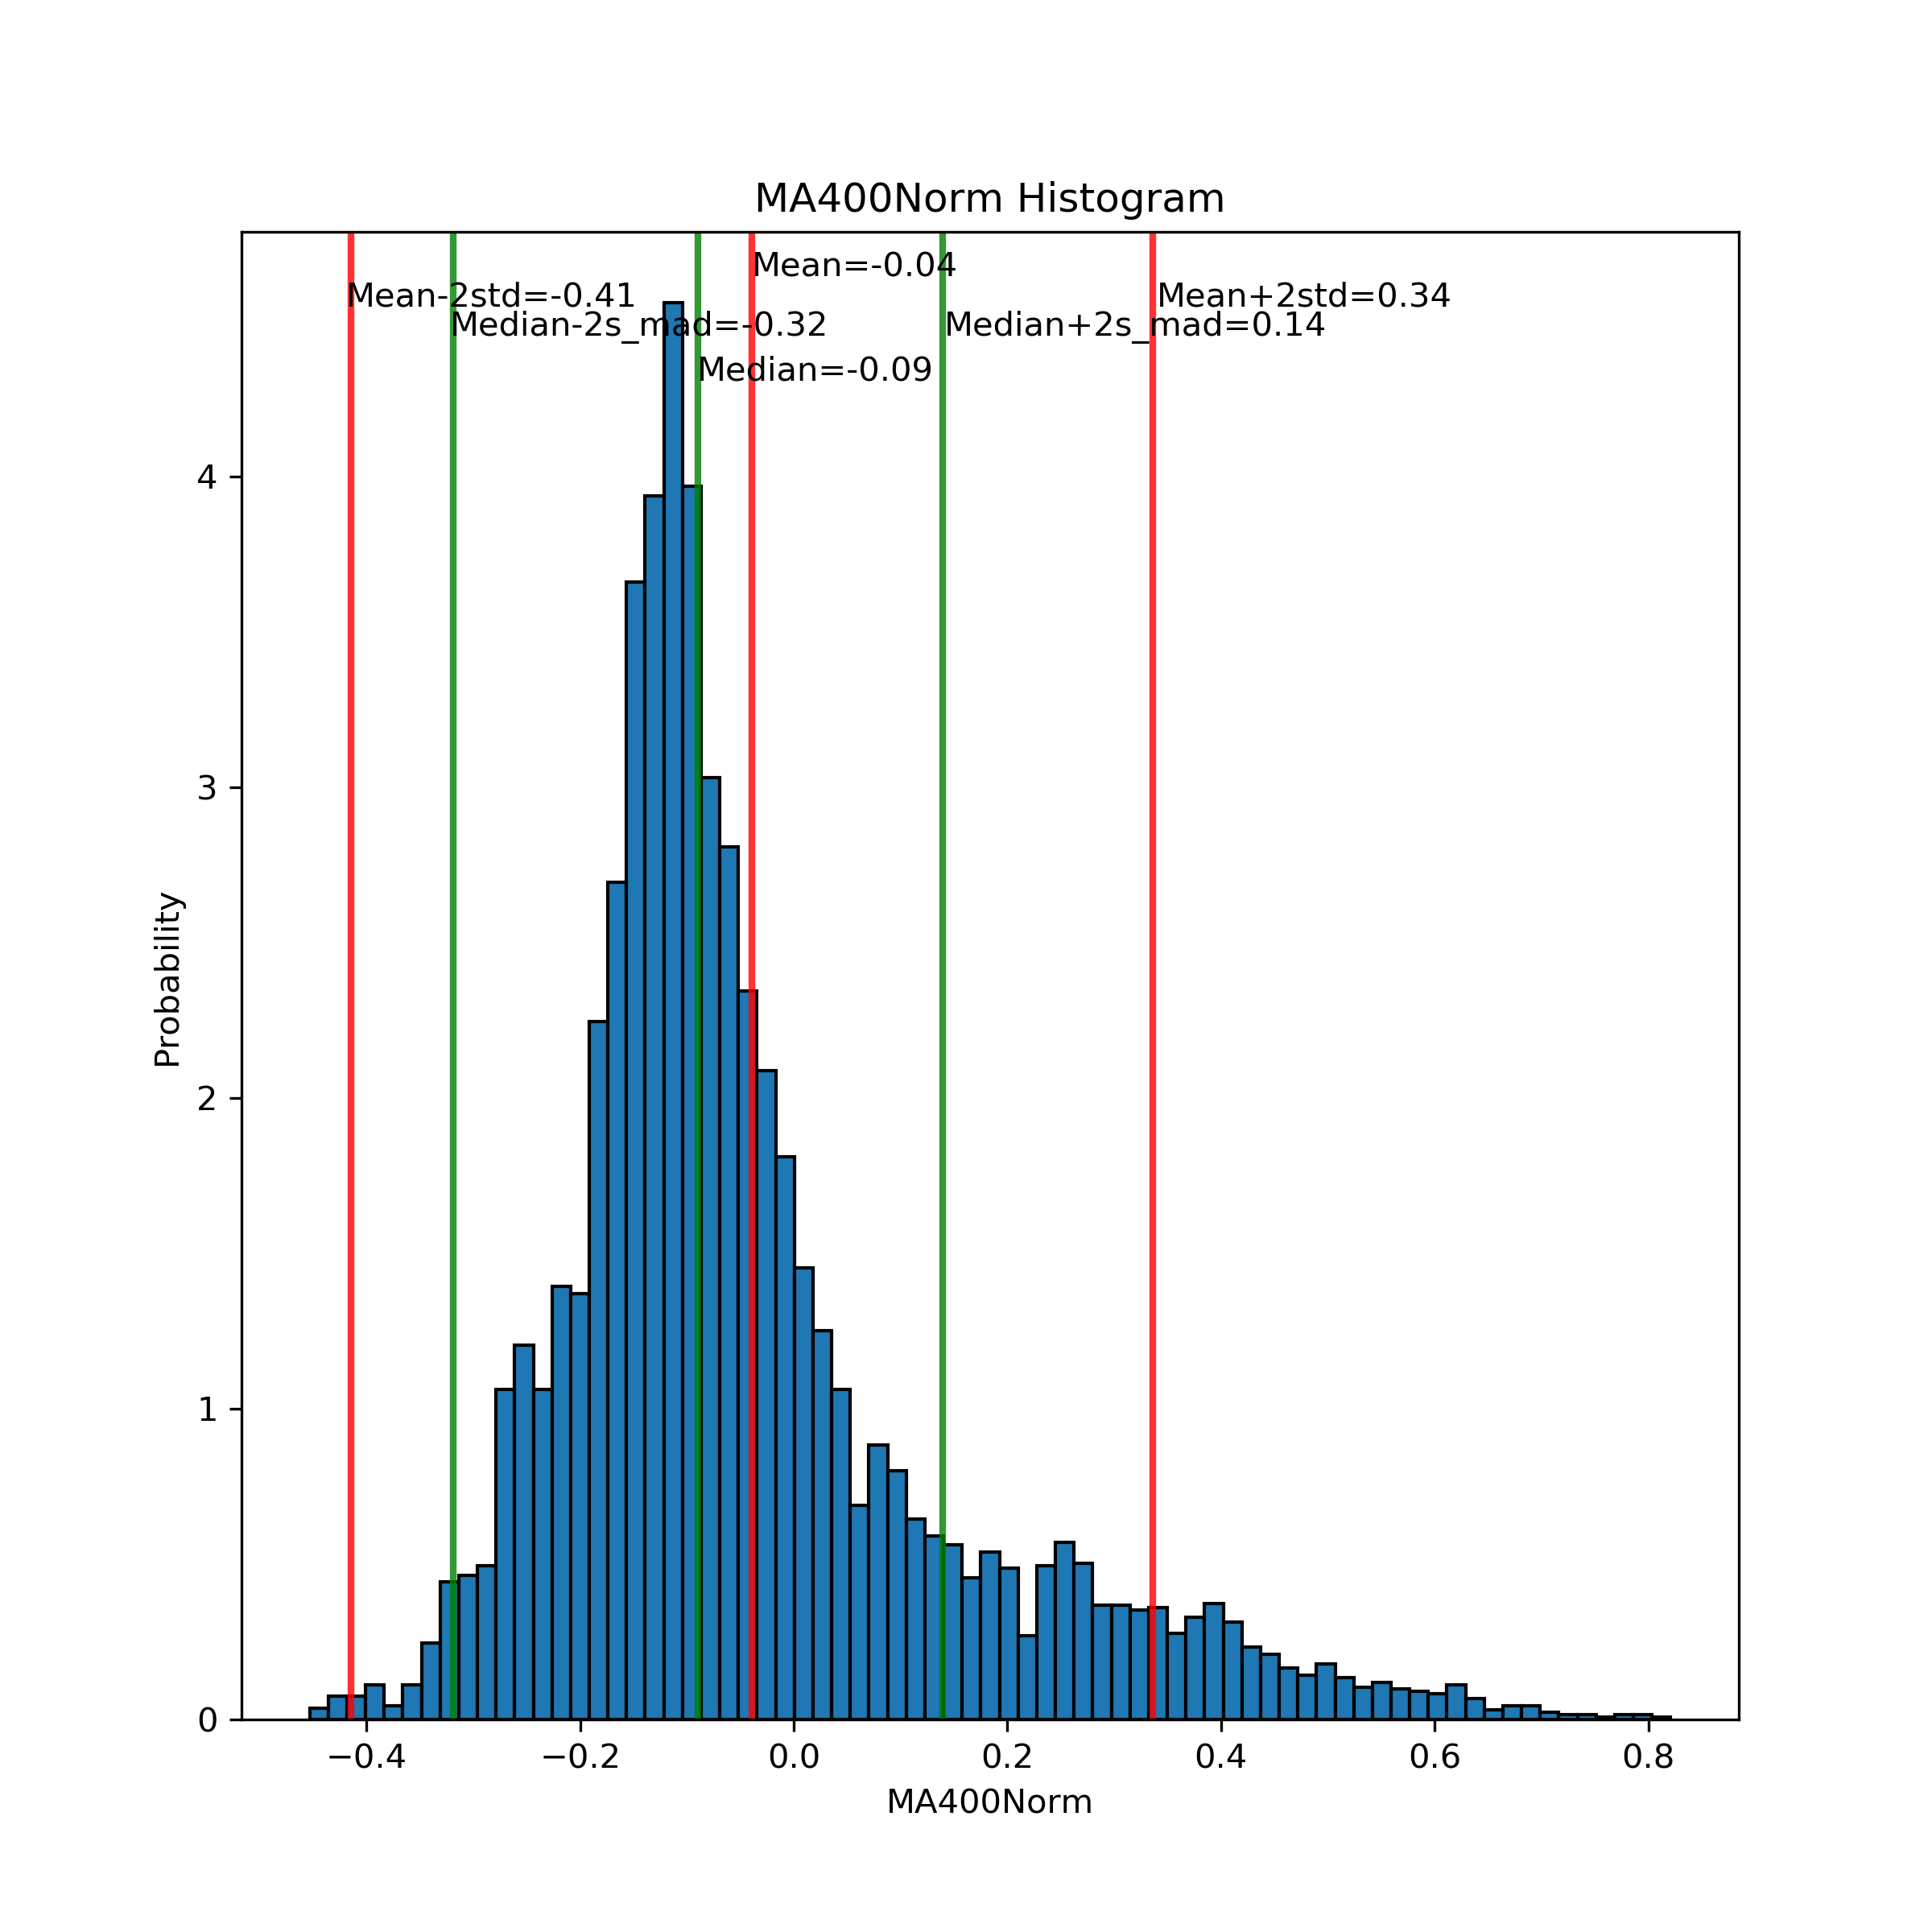 MA400Norm Histogram
Mean=-0.04
Mean-2std=-0.41
Mean+2std=0.34
Median-2s_mad=-0.32
Median+2s_mad=0.14
Median=-0.09
4
3
2
1
0
Probability
−0.4
−0.2
0.0
0.2
0.4
0.6
0.8
MA400Norm